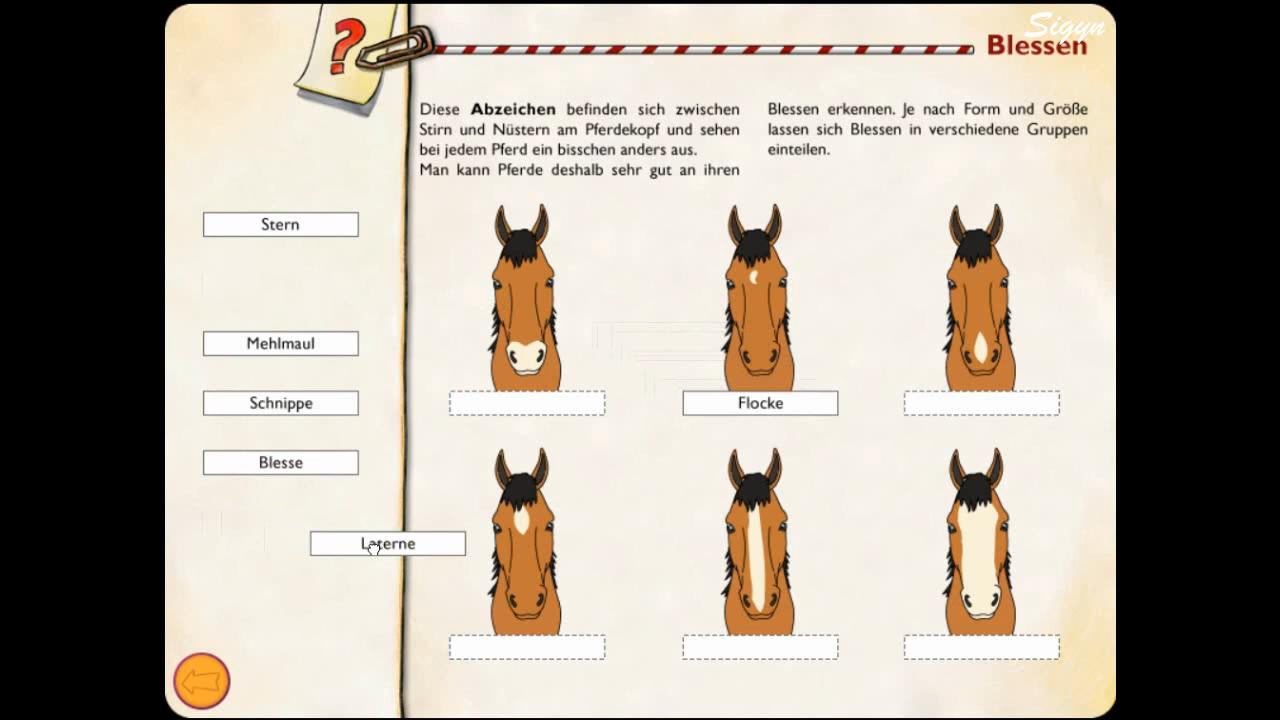 ?
Sigyn
Blessen
Diese Abzeichen befinden sich zwischen
Stirn und Nüstern am Pferdekopf und sehen
bei jedem Pferd ein bisschen anders aus.
Man kann Pferde deshalb sehr gut an ihren
Blessen erkennen. Je nach Form und Größe
lassen sich Blessen in verschiedene Gruppen
einteilen.
Stern
Mehlmaul
Schnippe
Blesse
Laterne
Flocke